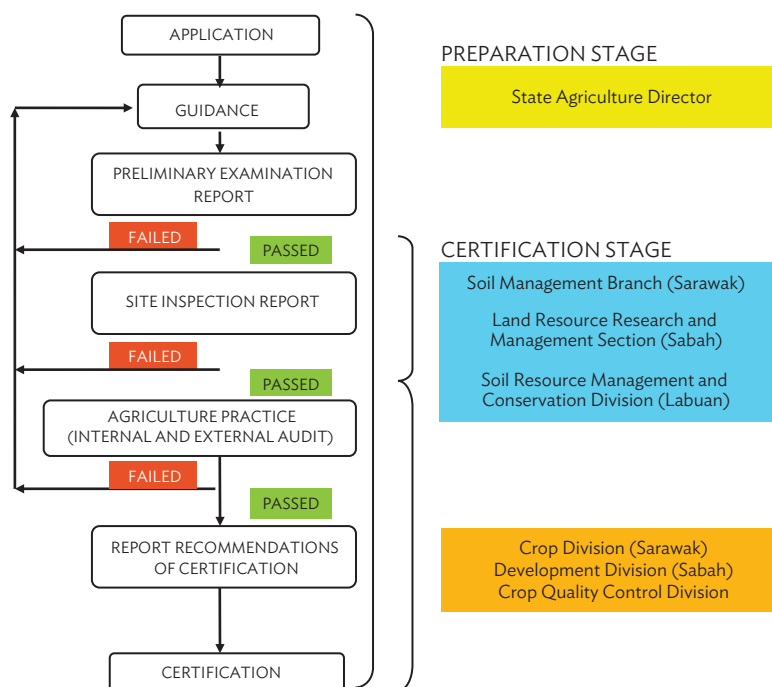 APPLICATION
GUIDANCE
PRELIMINARY EXAMINATION
REPORT
FAILED
PASSED
SITE INSPECTION REPORT
FAILED
PASSED
AGRICULTURE PRACTICE
(INTERNAL AND EXTERNAL AUDIT)
FAILED
PASSED
REPORT RECOMMENDATIONS
OF CERTIFICATION
CERTIFICATION
PREPARATION STAGE
State Agriculture Director
CERTIFICATION STAGE
Soil Management Branch (Sarawak)
Land Resource Research and
Management Section (Sabah)
Soil Resource Management and
Conservation Division (Labuan)
Crop Division (Sarawak)
Development Division (Sabah)
Crop Quality Control Division